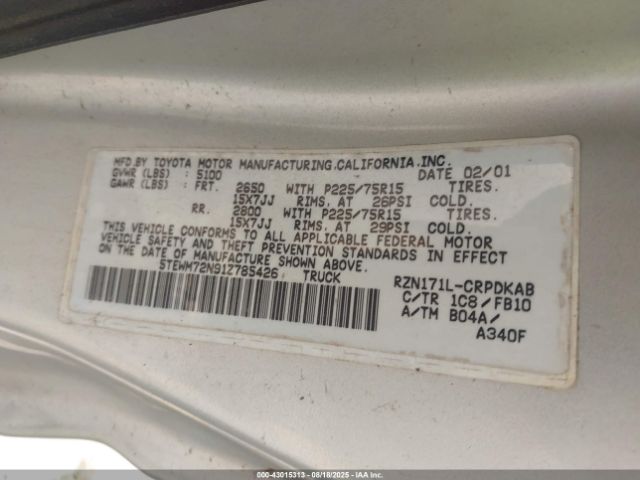 MFD.BY TOYOTA MOTOR MANUFACTURING,CALIFORNIA,INC.
GVWR (LBS) : 5100 DATE 02/01
GAWR (LBS) : FRT. 2650 WITH P225/75R15 TIRES.
15X7JJ RIMS. AT 26PSI COLD.
RR. 2800 WITH P225/75R15 TIRES.
15X7JJ RIMS. AT 29PSI COLD.
THIS VEHICLE CONFORMS TO ALL APPLICABLE FEDERAL MOTOR
VEHICLE SAFETY AND THEFT PREVENTION STANDARDS IN EFFECT
ON THE DATE OF MANUFACTURE SHOWN ABOVE.
5TEWM72N91Z785426 TRUCK
RZN171L-CRPDKAB
C/TR 1C8/FB10
A/TM B04A/
A340F
000-43015313 - 08/18/2025 - IAAI.COM